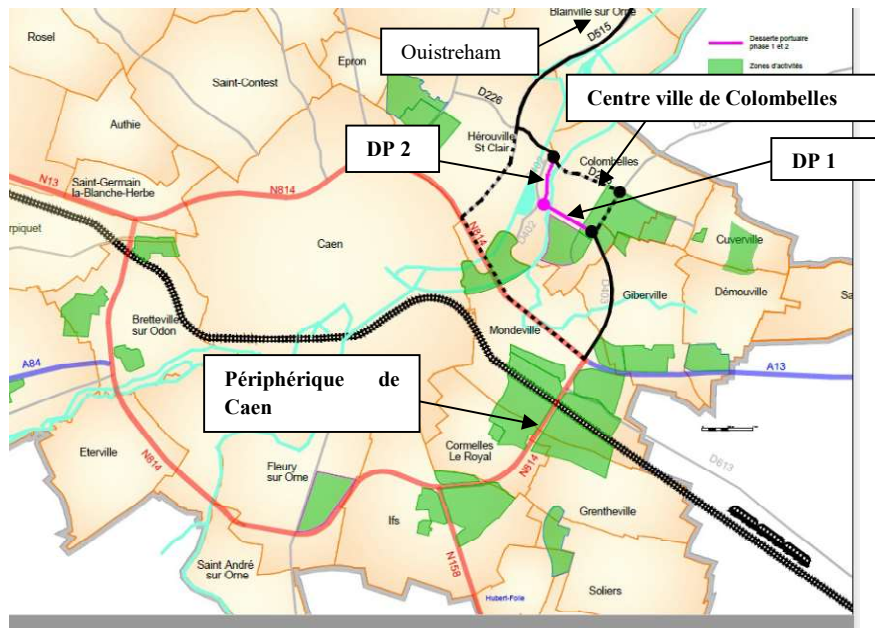 Blainville sur Orne
Rosel
Ouistreham
D515
Desserte portuaire
phase 1 et 2
Epron
Zones d'activités
Saint-Contest
D226
Centre ville de Colombelles
Authie
Hérouville
St Clair
DP 2
Colombelles
DP 1
N13
Saint-Germain
la-Blanche-Herbe
N814
D402
Cuverville
Caen
N814
Giberville
Démouville
Bretteville
sur Odon
Mondeville
A84
A13
Périphérique de
Caen
Eterville
Cormelles
Le Royal
N814
Fleury
sur Orne
N814
D613
Ifs
Grentheville
Saint André
sur Orne
N158
Soliers
Hubert-Folie